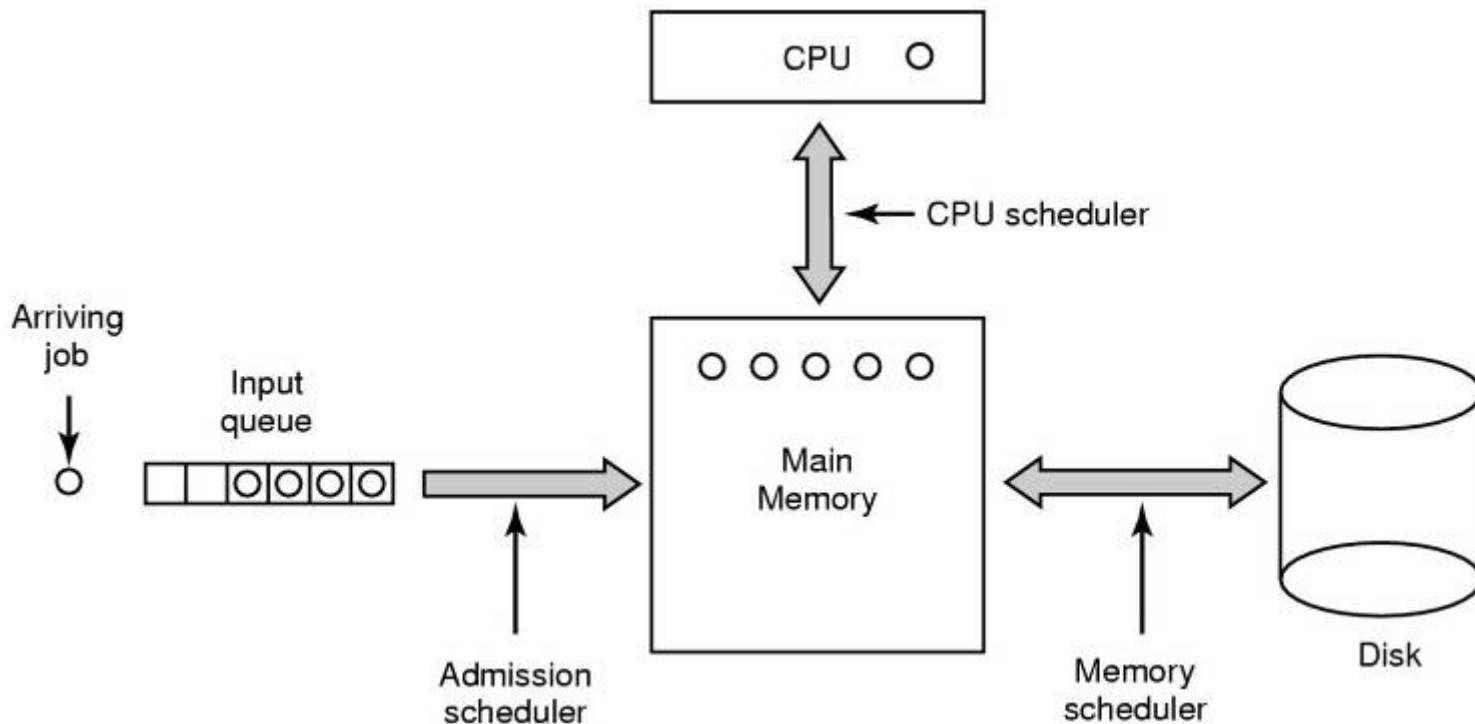 CPU
CPU scheduler
Arriving
job
Input
queue
Main
Memory
Admission
scheduler
Memory
scheduler
Disk